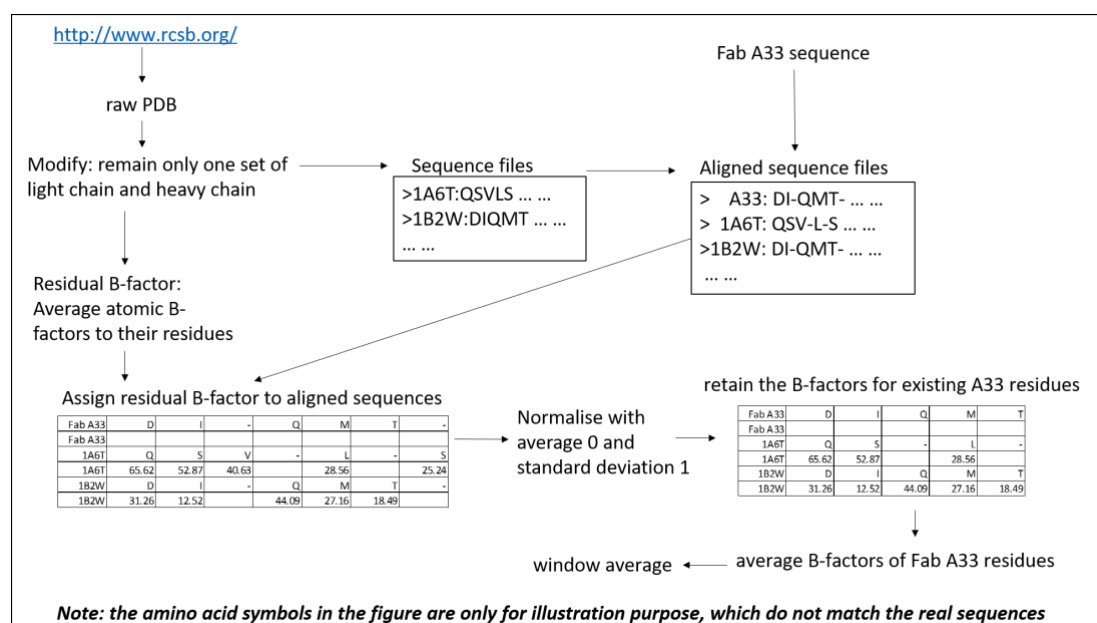 http://www.rcsb.org/
Fab A33 sequence
raw PDB
Modify: remain only one set of
light chain and heavy chain
Sequence files
>1A6T:QSVLS ... ...
>1B2W:DIQMT ... ...
... ...
Aligned sequence files
> A33: DI-QMT- ... ...
> 1A6T: QSV-L-S ... ...
>1B2W: DI-QMT- ... ...
... ...
Residual B-factor:
Average atomic B-
factors to their residues
Assign residual B-factor to aligned sequences
Fab A33 D I - Q M T -
Fab A33
1A6T Q S V - L - S
1A6T 65.62 52.87 40.63 28.56 25.24
1B2W D I - Q M T -
1B2W 31.26 12.52 44.09 27.16 18.49
Normalise with
average 0 and
standard deviation 1
retain the B-factors for existing A33 residues
Fab A33 D I Q M T
Fab A33
1A6T Q S - L -
1A6T 65.62 52.87 28.56
1B2W D I Q M T
1B2W 31.26 12.52 44.09 27.16 18.49
window average
average B-factors of Fab A33 residues
Note: the amino acid symbols in the figure are only for illustration purpose, which do not match the real sequences